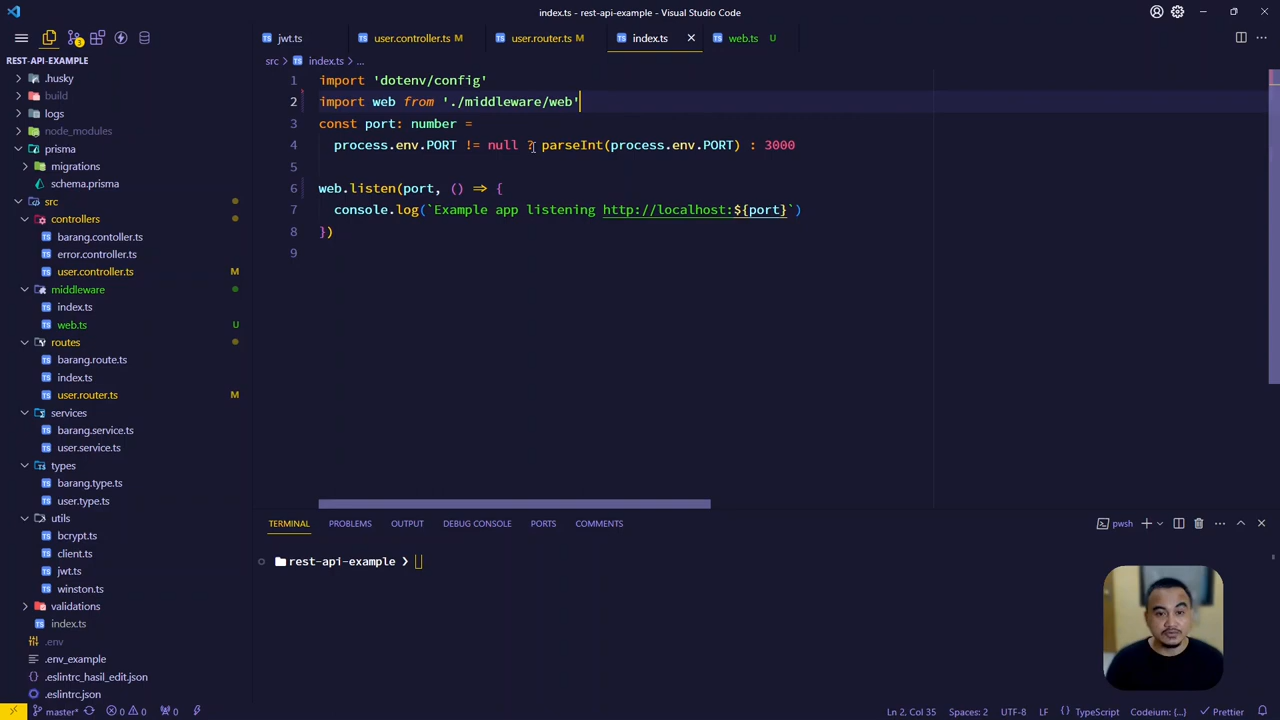 index.ts - rest-api-example - Visual Studio Code
3
jwt.ts
user.controller.ts M
user.router.ts M
index.ts
web.ts U
REST-API-EXAMPLE
.husky
build
logs
node_modules
prisma
migrations
schema.prisma
src
controllers
barang.contoller.ts
error.controller.ts
user.controller.ts M
middleware
index.ts
web.ts U
routes
barang.route.ts
index.ts
user.router.ts M
services
barang.service.ts
user.service.ts
types
barang.type.ts
user.type.ts
utils
bcrypt.ts
client.ts
jwt.ts
winston.ts
validations
index.ts
.env
.env_example
.eslintrc_hasil_edit.json
.eslintrc.json
src > index.ts > ...
1 import 'dotenv/config'
2 import web from './middleware/web'
3 const port: number =
4 process.env.PORT != null ? parseInt(process.env.PORT) : 3000
5
6 web.listen(port, () => {
7 console.log(`Example app listening http://localhost:${port}`)
8 })
9
TERMINAL PROBLEMS OUTPUT DEBUG CONSOLE PORTS COMMENTS
pwsh
rest-api-example ❯
master* 0 0 0
Ln 2, Col 35 Spaces: 2 UTF-8 LF TypeScript Codeium: {...} Prettier